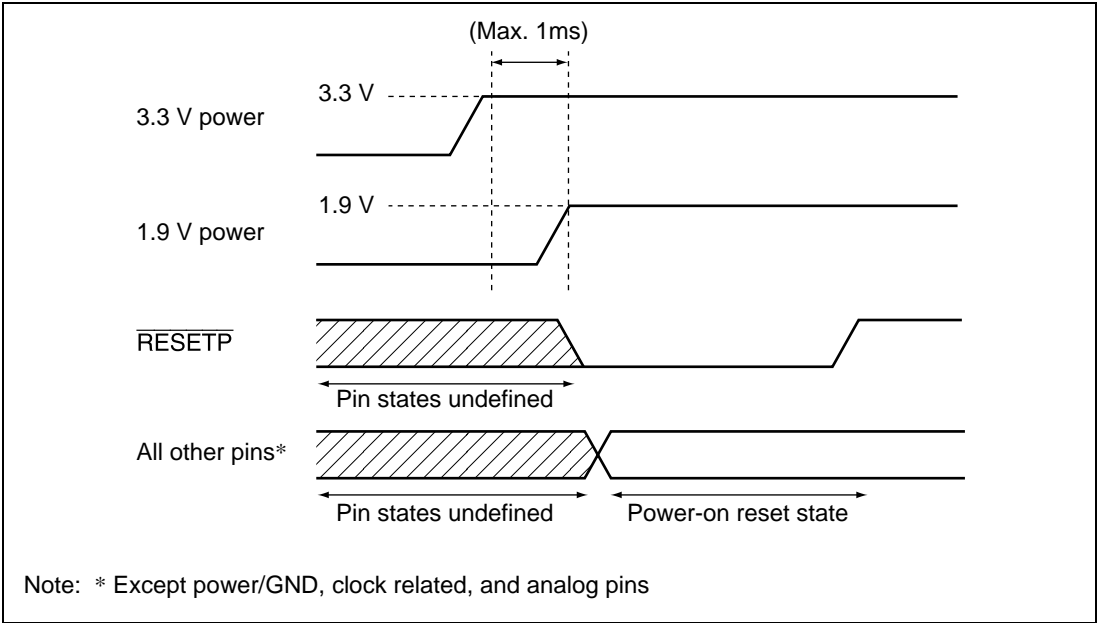 (Max. 1ms)
3.3 V power
3.3 V
1.9 V power
1.9 V
RESETP
Pin states undefined
All other pins*
Pin states undefined
Power-on reset state
Note: * Except power/GND, clock related, and analog pins